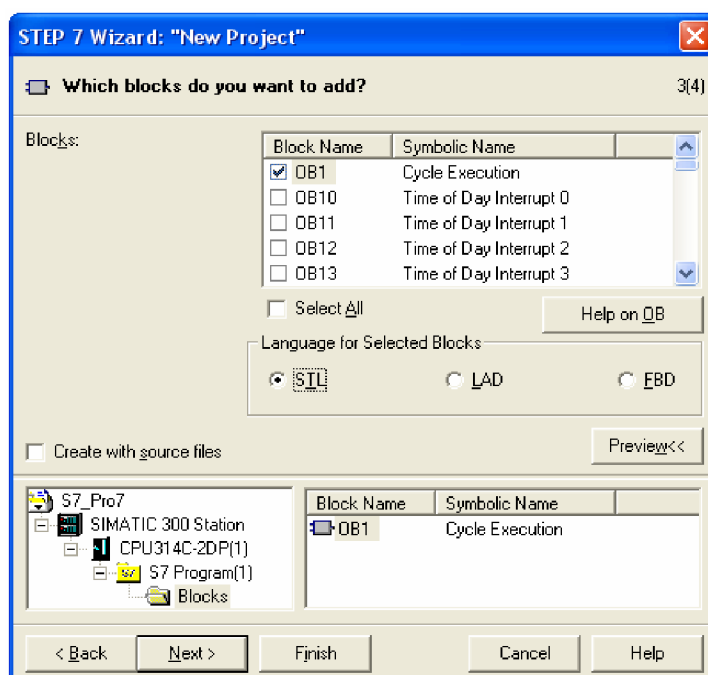 STEP 7 Wizard: "New Project"
Which blocks do you want to add? 3(4)
Blocks:
Block Name Symbolic Name
OB1 Cycle Execution
OB10 Time of Day Interrupt 0
OB11 Time of Day Interrupt 1
OB12 Time of Day Interrupt 2
OB13 Time of Day Interrupt 3
Select All
Help on OB
Language for Selected Blocks
STL LAD FBD
Create with source files
Preview<<
S7_Pro7
SIMATIC 300 Station
CPU314C-2DP(1)
S7 Program(1)
Blocks
Block Name Symbolic Name
OB1 Cycle Execution
< Back Next > Finish Cancel Help